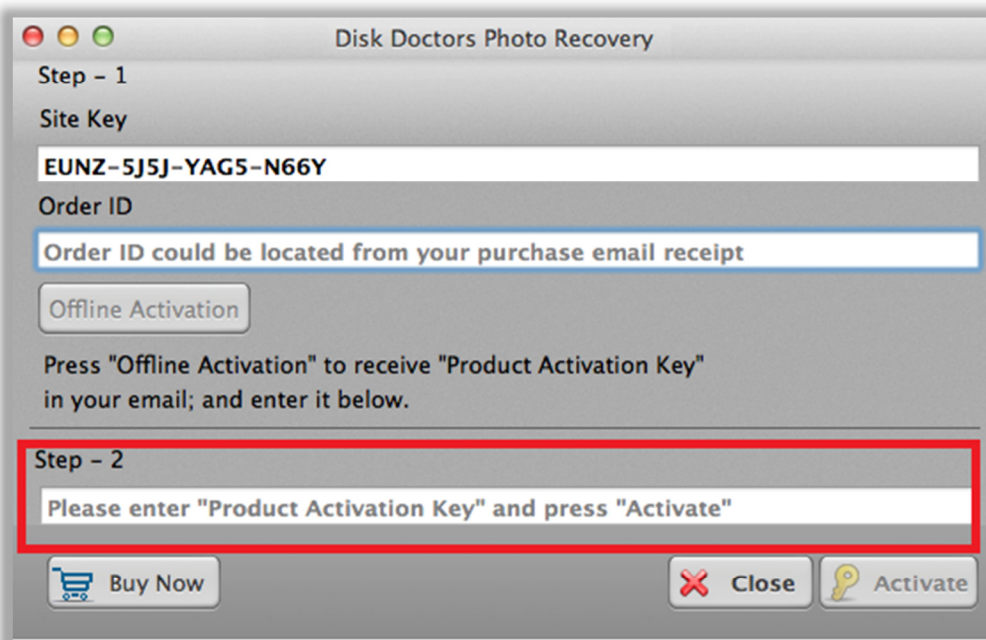 Disk Doctors Photo Recovery
Step – 1
Site Key
EUNZ-5J5J-YAG5-N66Y
Order ID
Order ID could be located from your purchase email receipt
Offline Activation
Press "Offline Activation" to receive "Product Activation Key"
in your email; and enter it below.
Step – 2
Please enter "Product Activation Key" and press "Activate"
Buy Now
Close
Activate